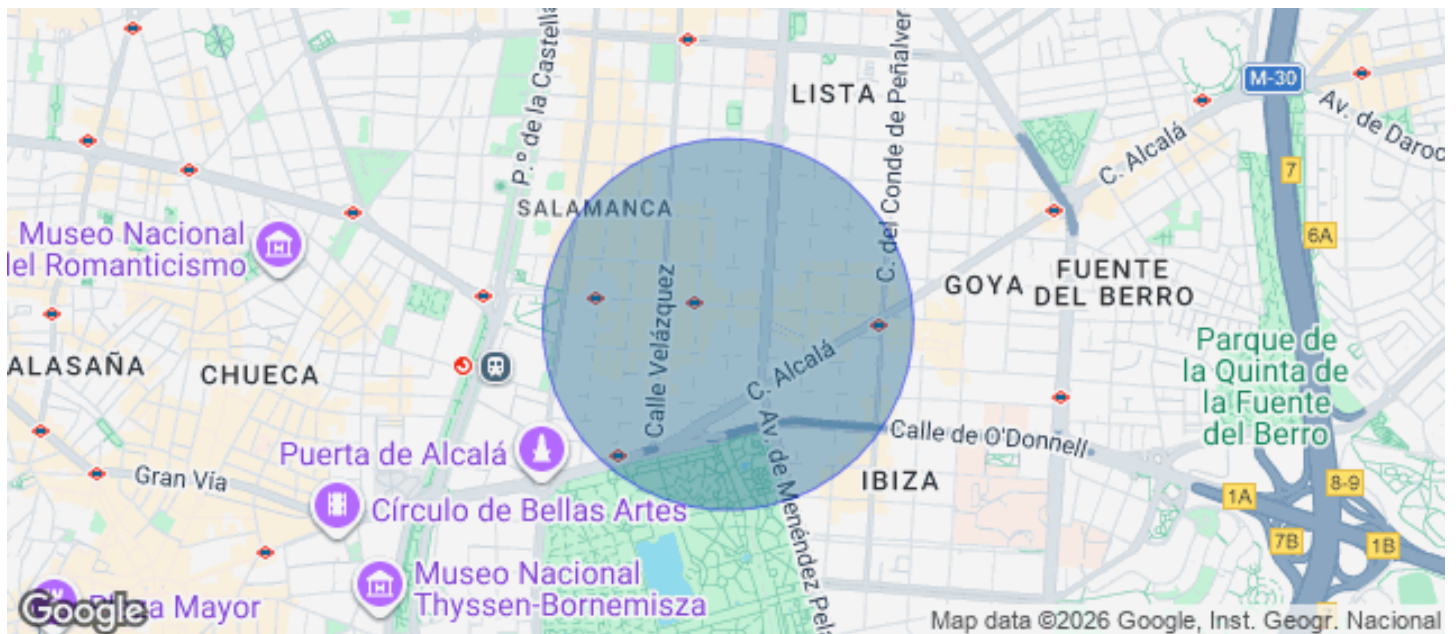 P.º de la Castella
LISTA
C. del Conde de Peñalver
M-30
Av. de Daroc
C. Alcalá
7
SALAMANCA
Museo Nacional
del Romanticismo
6A
Calle Velázquez
GOYA
FUENTE
DEL BERRO
Parque de
la Quinta de
la Fuente
del Berro
ALASAÑA
CHUECA
C. Alcalá
Av. de Menéndez Pela
Calle de O'Donnell
Puerta de Alcalá
Gran Vía
IBIZA
8-9
1A
Círculo de Bellas Artes
7B
1B
Museo Nacional
Thyssen-Bornemisza
Mayor
Google
Map data ©2026 Google, Inst. Geogr. Nacional